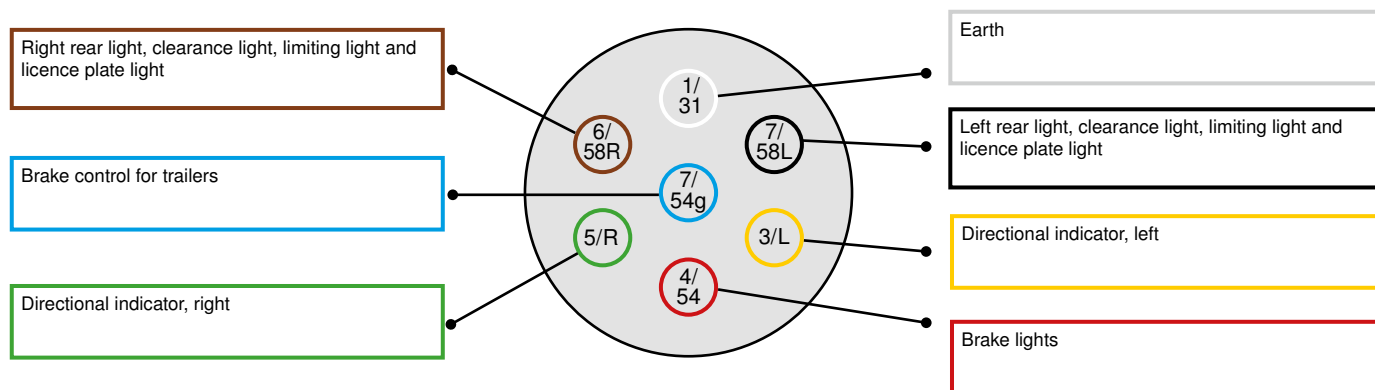 Right rear light, clearance light, limiting light and
licence plate light
Brake control for trailers
Directional indicator, right
1/
31
6/
58R
7/
58L
7/
54g
5/R
3/L
4/
54
Earth
Left rear light, clearance light, limiting light and
licence plate light
Directional indicator, left
Brake lights